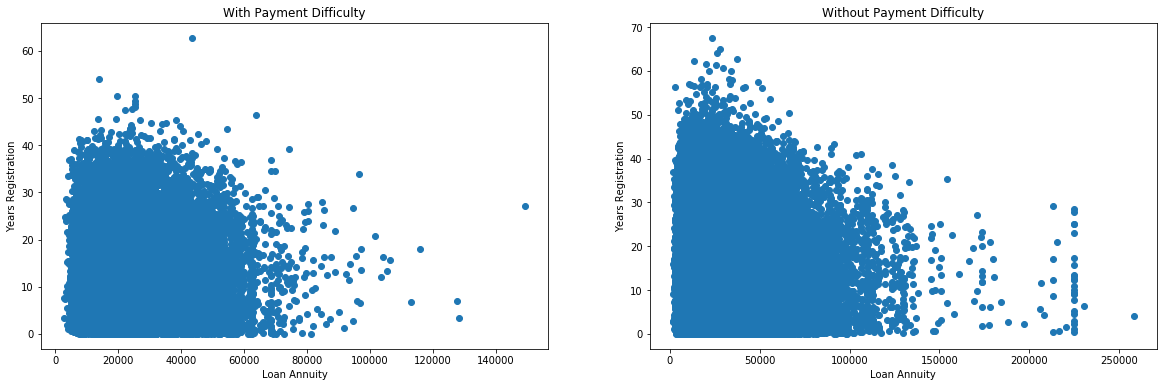 With Payment Difficulty
60
50
40
30
20
10
0
Years Registration
0 20000 40000 60000 80000 100000 120000 140000
Loan Annuity
Without Payment Difficulty
70
60
50
40
30
20
10
0
Years Registration
0 50000 100000 150000 200000 250000
Loan Annuity